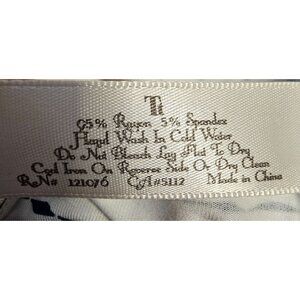 95% Rayon 5% Spandex
Hand Wash In Cold Water
Do Not Bleach Lay Flat To Dry
Cool Iron On Reverse Side Or Dry Clean
RN# 121076 CA#5112 Made in China